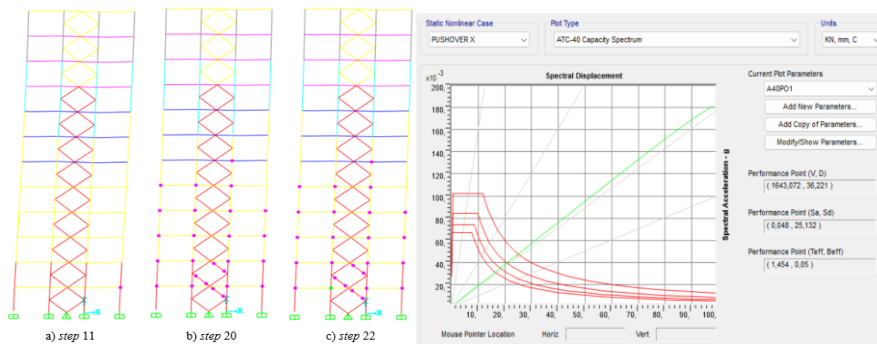 a) step 11
b) step 20
c) step 22
X
X
X
Static Nonlinear Case
PUSHOVER X
Plot Type
ATC-40 Capacity Spectrum
Units
KN, mm, C
x10 -3
Spectral Displacement
200,
180,
160,
140,
120,
100,
80,
60,
40,
20,
10, 20, 30, 40, 50, 60, 70, 80, 90, 100,
Spectral Acceleration - g
Mouse Pointer Location
Horiz
Vert
Current Plot Parameters
A40PO1
Add New Parameters...
Add Copy of Parameters...
Modify/Show Parameters...
Performance Point (V, D)
( 1643,072 , 36,221 )
Performance Point (Sa, Sd)
( 0,048 , 25,132 )
Performance Point (Teff, Beff)
( 1,454 , 0,05 )